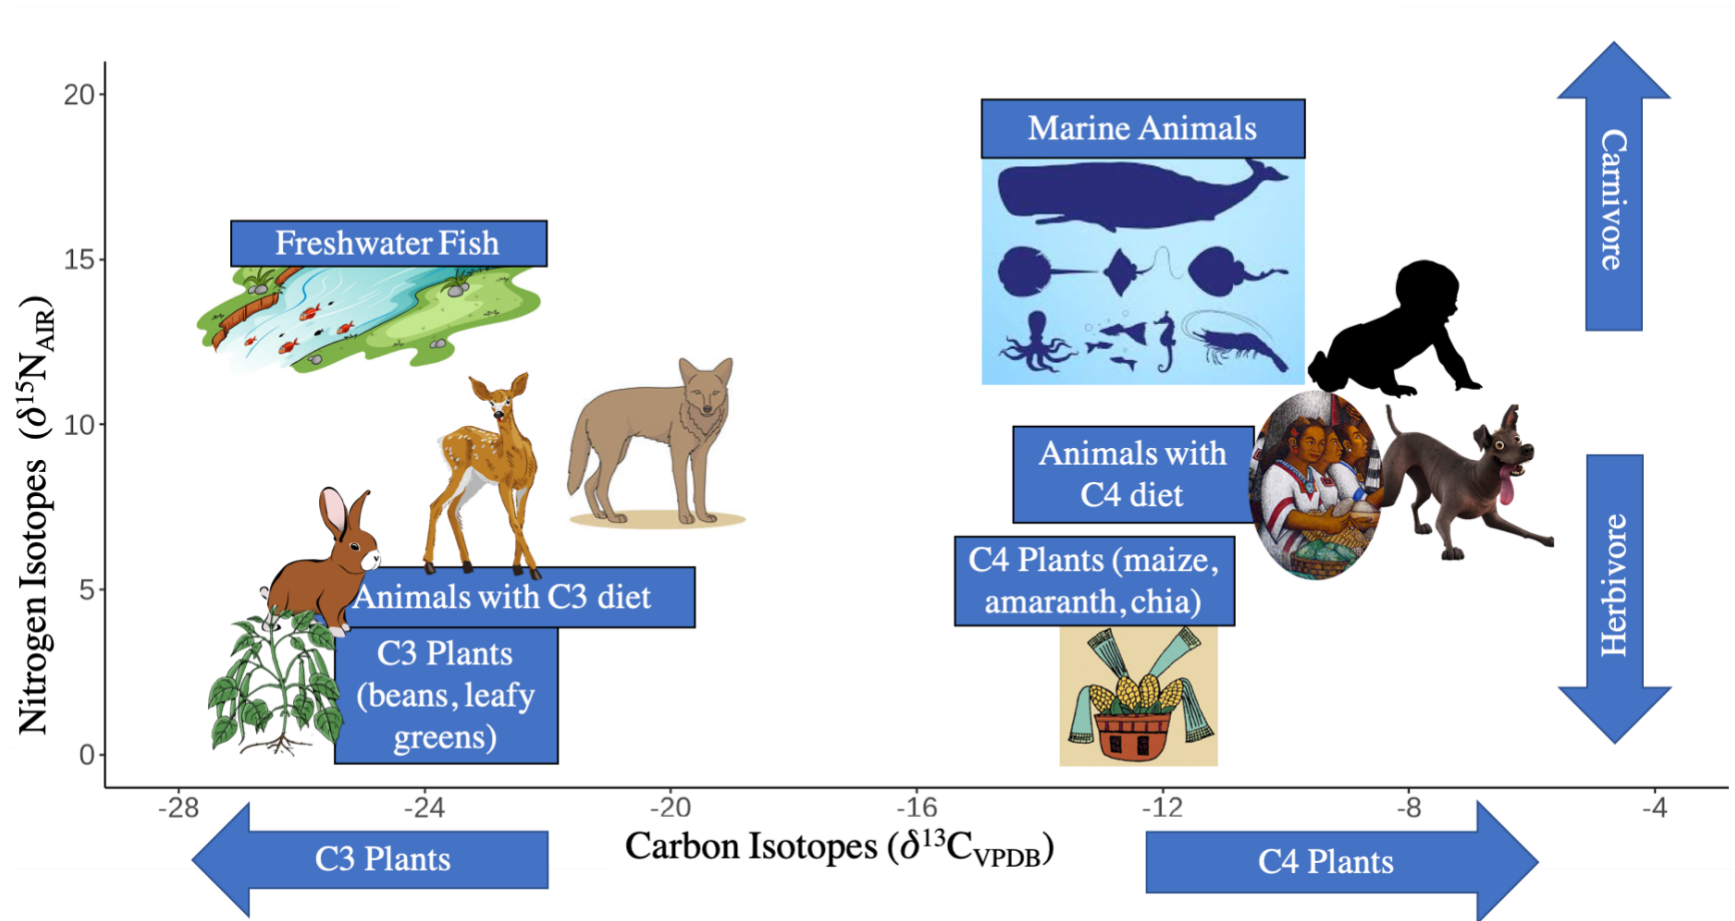 20
15
10
5
0
Nitrogen Isotopes (δ¹⁵N_AIR)
Freshwater Fish
Marine Animals
Animals with
C4 diet
C4 Plants (maize,
amaranth, chia)
Animals with C3 diet
C3 Plants
(beans, leafy
greens)
Carnivore
Herbivore
-28
-24
-20
-16
-12
-8
-4
Carbon Isotopes (δ¹³C_VPDB)
C3 Plants
C4 Plants